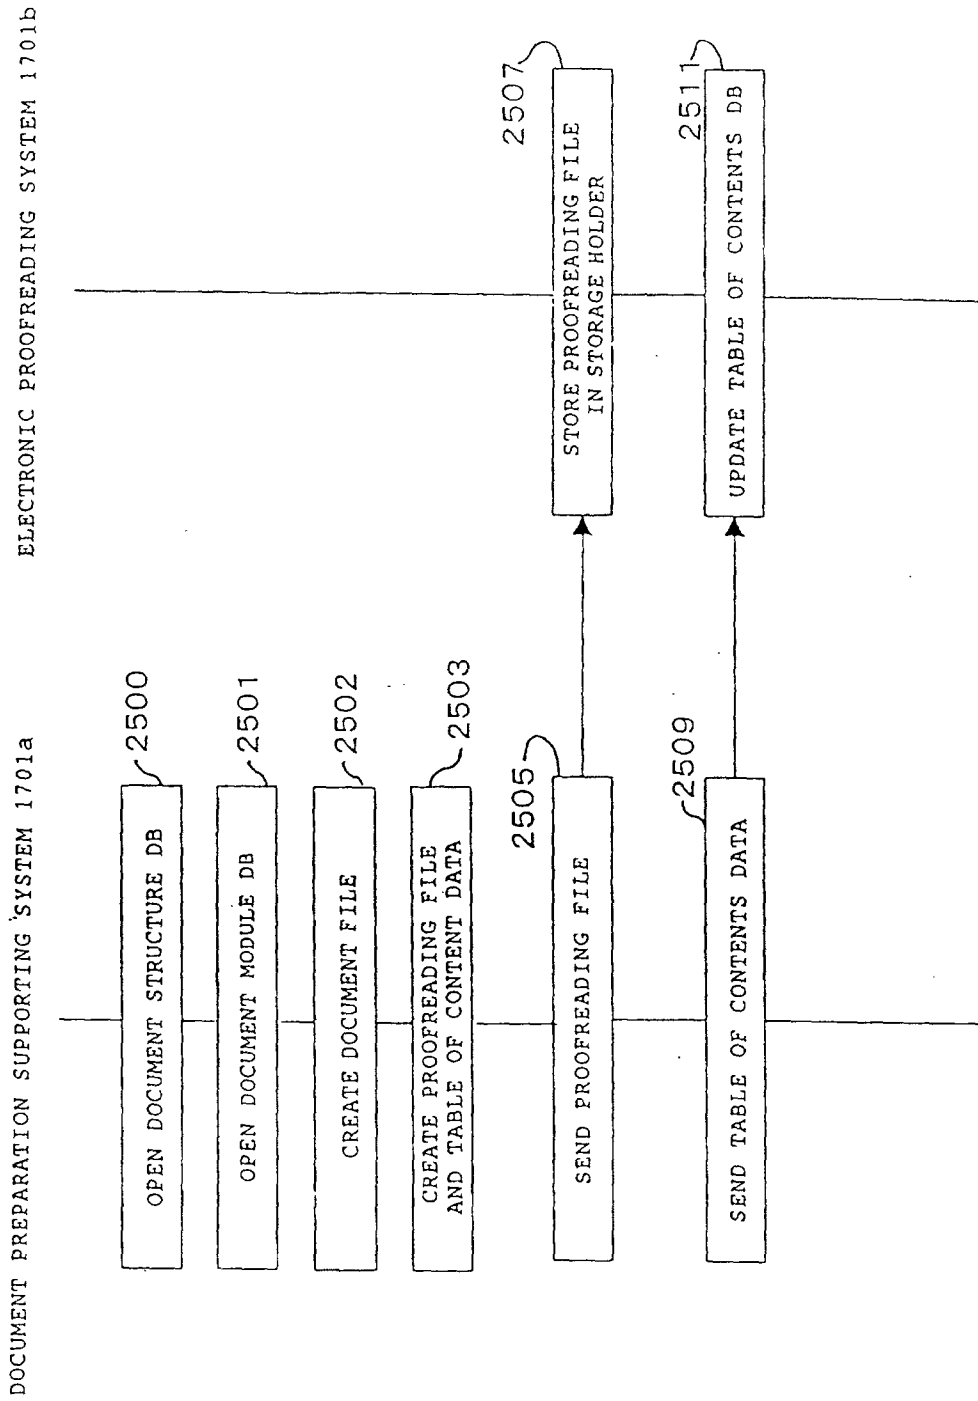 DOCUMENT PREPARATION SUPPORTING SYSTEM 1701a
ELECTRONIC PROOFREADING SYSTEM 1701b
OPEN DOCUMENT STRUCTURE DB
2500
OPEN DOCUMENT MODULE DB
2501
CREATE DOCUMENT FILE
2502
CREATE PROOFREADING FILE
AND TABLE OF CONTENT DATA
2503
SEND PROOFREADING FILE
2505
STORE PROOFREADING FILE
IN STORAGE HOLDER
2507
SEND TABLE OF CONTENTS DATA
2509
UPDATE TABLE OF CONTENTS DB
2511